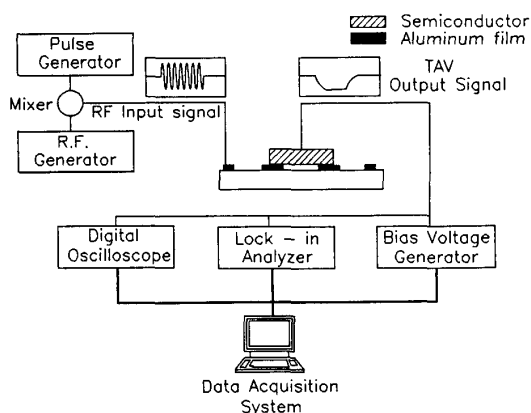 Semiconductor
Aluminum film
Pulse
Generator
TAV
Output Signal
Mixer
RF Input signal
R.F.
Generator
Digital
Oscilloscope
Lock - in
Analyzer
Bias Voltage
Generator
Data Acquisition
System